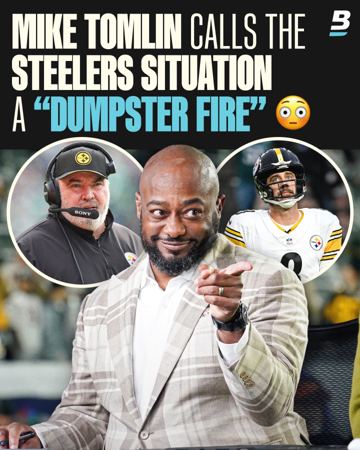 MIKE TOMLIN CALLS THE
STEELERS SITUATION
A “DUMPSTER FIRE” 😳
B
SONY